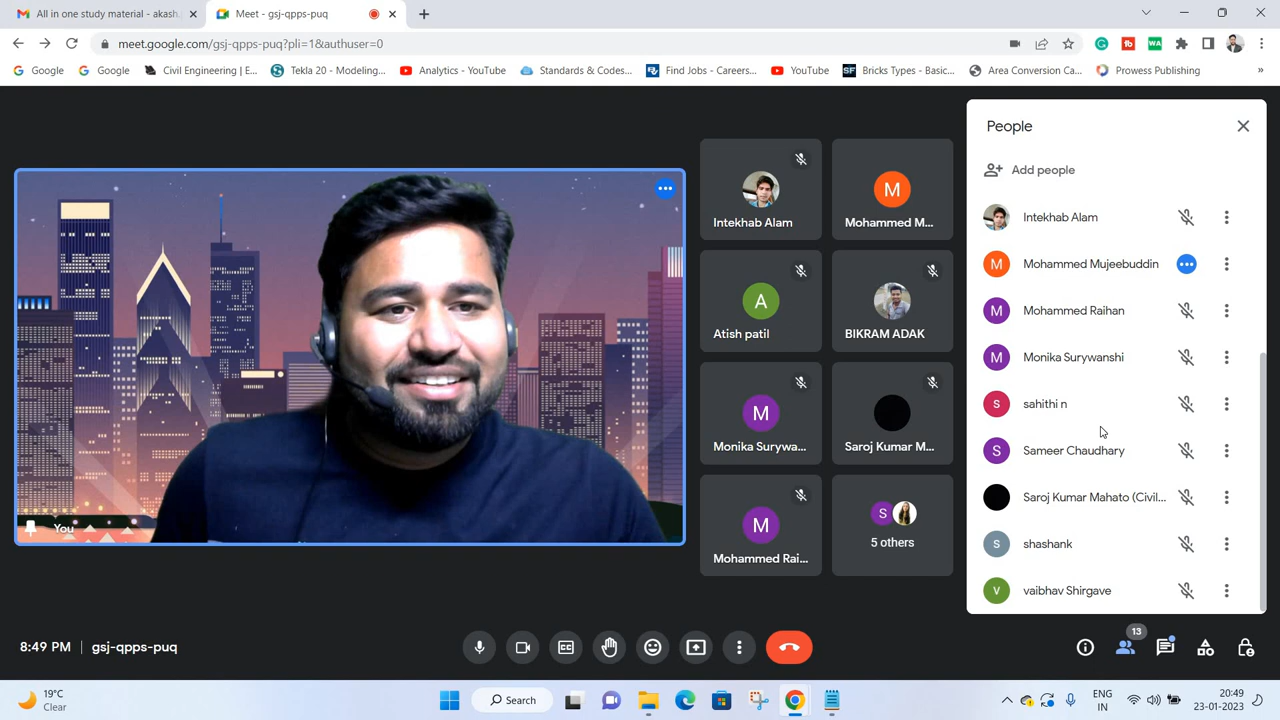 All in one study material - akash.
Meet - gsj-qpps-puq
meet.google.com/gsj-qpps-puq?pli=1&authuser=0
Google
Google
Civil Engineering | E...
Tekla 20 - Modeling...
Analytics - YouTube
Standards & Codes...
Find Jobs - Careers...
YouTube
SF
Bricks Types - Basic...
Area Conversion Ca...
Prowess Publishing
»
People
Add people
Intekhab Alam
M
Mohammed M...
A
Atish patil
BIKRAM ADAK
M
Monika Surywa...
Saroj Kumar M...
M
Mohammed Rai...
S
5 others
You
Intekhab Alam
M
Mohammed Mujeebuddin
M
Mohammed Raihan
M
Monika Surywanshi
s
sahithi n
S
Sameer Chaudhary
Saroj Kumar Mahato (Civil...
s
shashank
v
vaibhav Shirgave
8:49 PM
gsj-qpps-puq
CC
13
19°C
Clear
Search
ENG
IN
20:49
23-01-2023